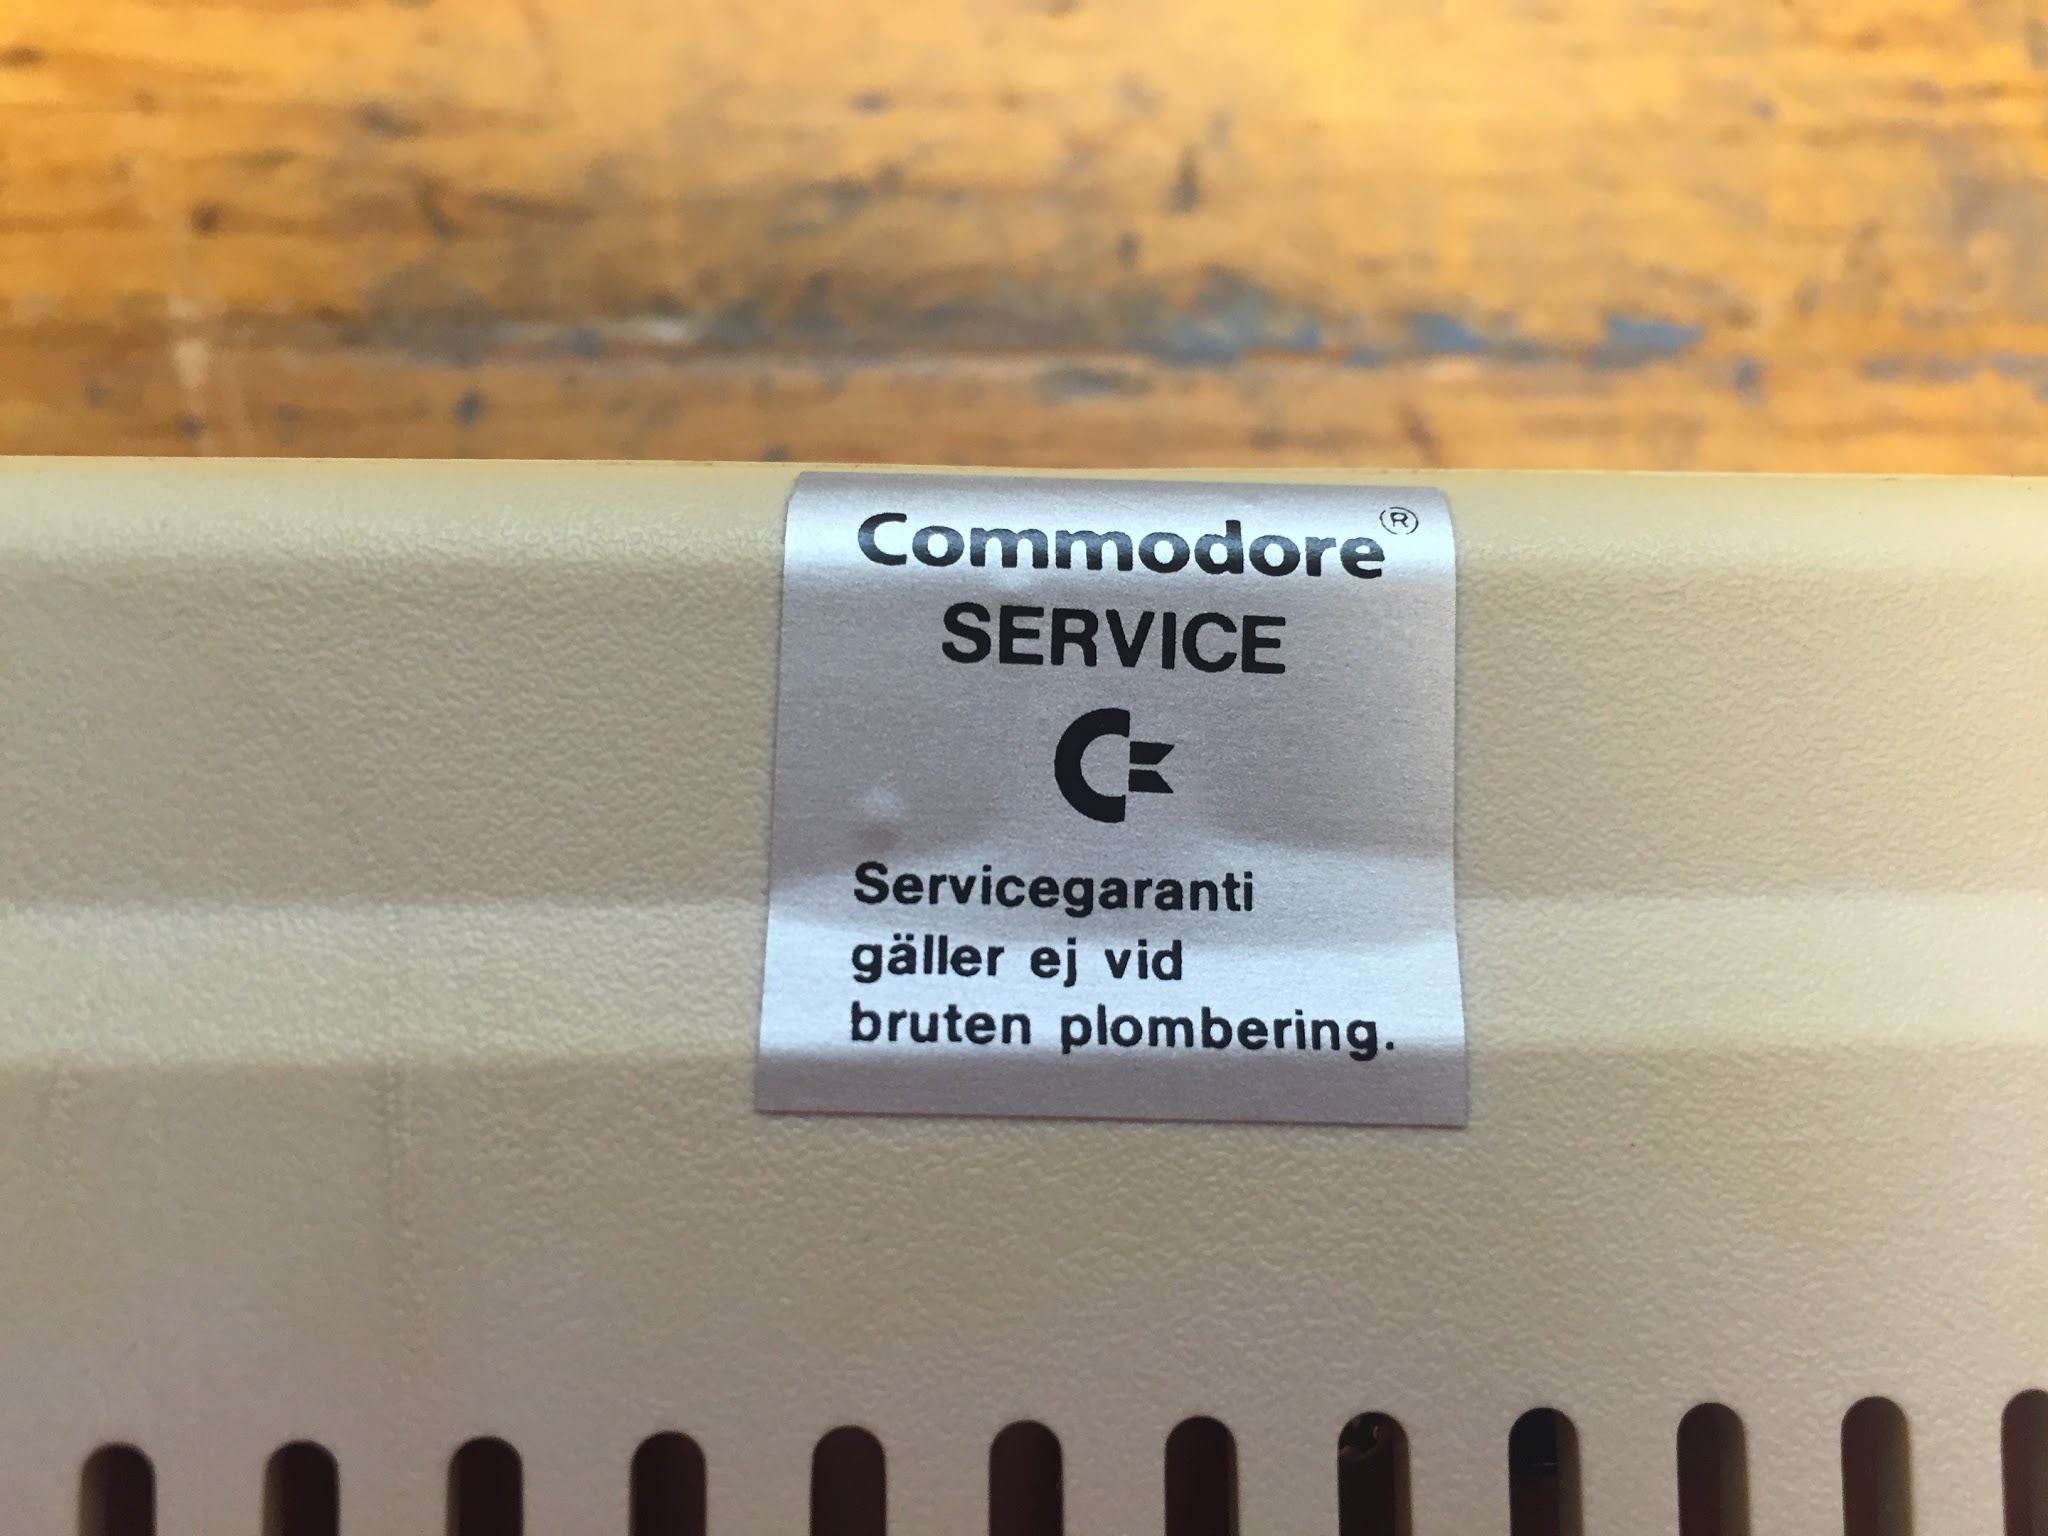 Commodore®
SERVICE
Servicegaranti
gäller ej vid
bruten plombering.